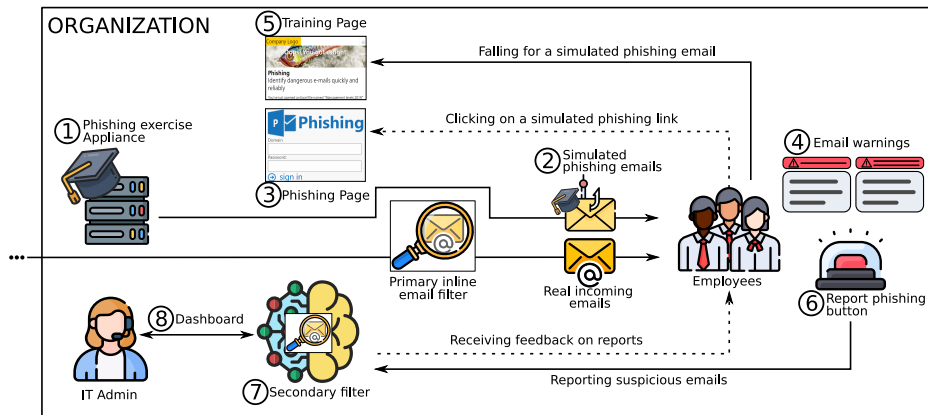 ORGANIZATION
⑤ Training Page
Company Logo
Phishing
Identify dangerous e-mails quickly and
reliably
Falling for a simulated phishing email
① Phishing exercise
Appliance
P Phishing
Domain
Password
sign in
③ Phishing Page
Clicking on a simulated phishing link
② Simulated
phishing emails
④ Email warnings
Primary inline
email filter
@
Real incoming
emails
Employees
⑥ Report phishing
button
⑧ Dashboard
IT Admin
⑦ Secondary filter
Receiving feedback on reports
Reporting suspicious emails